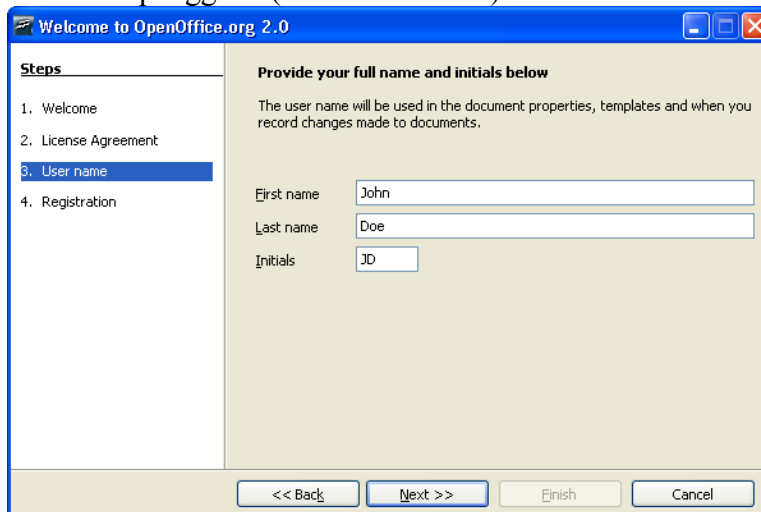 Welcome to OpenOffice.org 2.0
Steps
1. Welcome
2. License Agreement
3. User name
4. Registration
Provide your full name and initials below
The user name will be used in the document properties, templates and when you
record changes made to documents.
First name John
Last name Doe
Initials JD
<< Back Next >> Finish Cancel